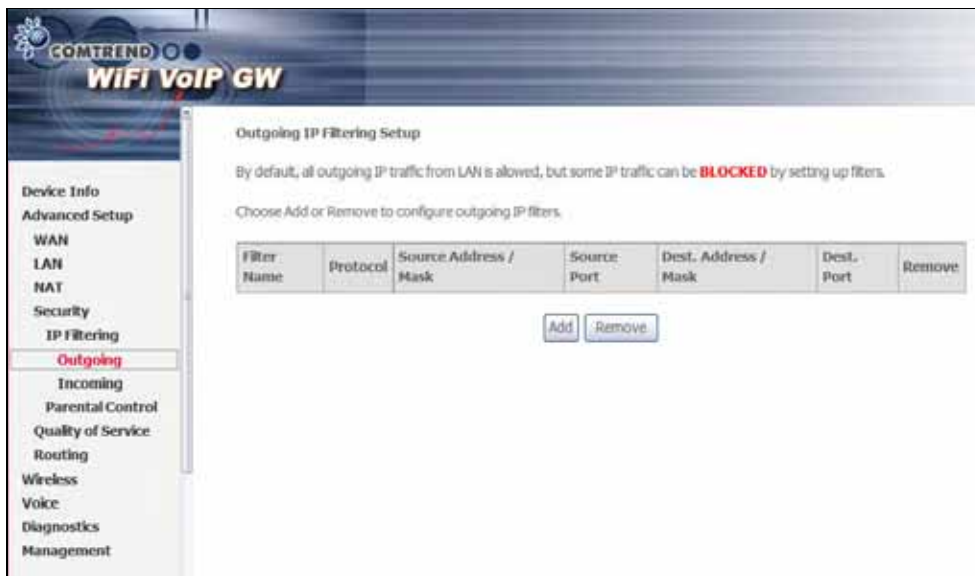 COMTREND
WiFi VoIP GW
Device Info
Advanced Setup
WAN
LAN
NAT
Security
IP Filtering
Outgoing
Incoming
Parental Control
Quality of Service
Routing
Wireless
Voice
Diagnostics
Management
Outgoing IP Filtering Setup
By default, all outgoing IP traffic from LAN is allowed, but some IP traffic can be BLOCKED by setting up filters.
Choose Add or Remove to configure outgoing IP filters.
Filter Name Protocol Source Address / Mask Source Port Dest. Address / Mask Dest. Port Remove
Add Remove